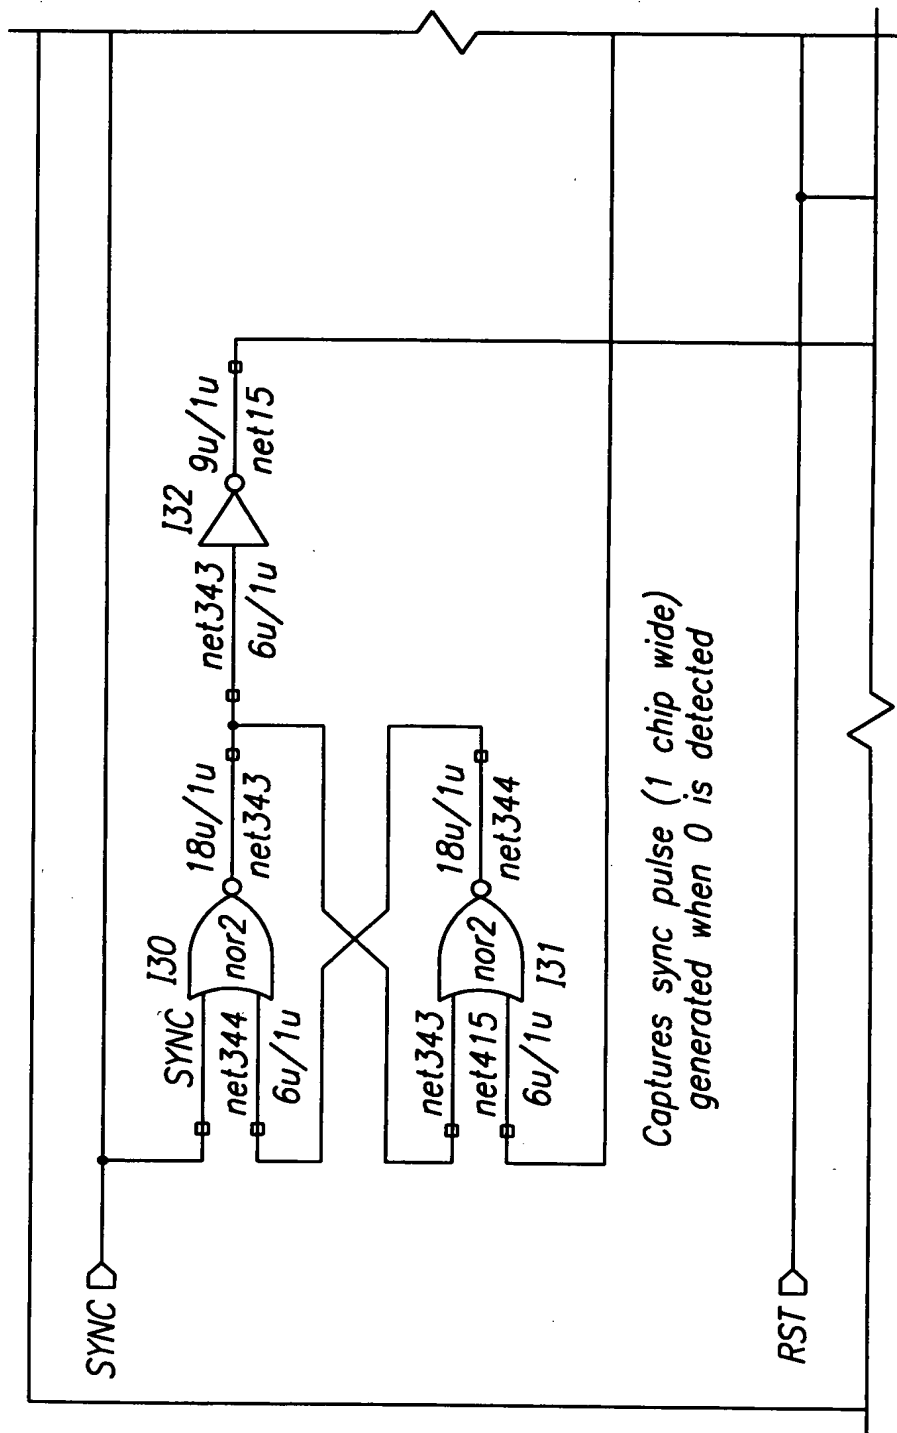 SYNC
SYNC
I30
nor2
18u/1u
net343
net344
6u/1u
net343
6u/1u
I32
9u/1u
net15
net343
net415
6u/1u
nor2
I31
18u/1u
net344
Captures sync pulse (1 chip wide)
generated when 0 is detected
RST